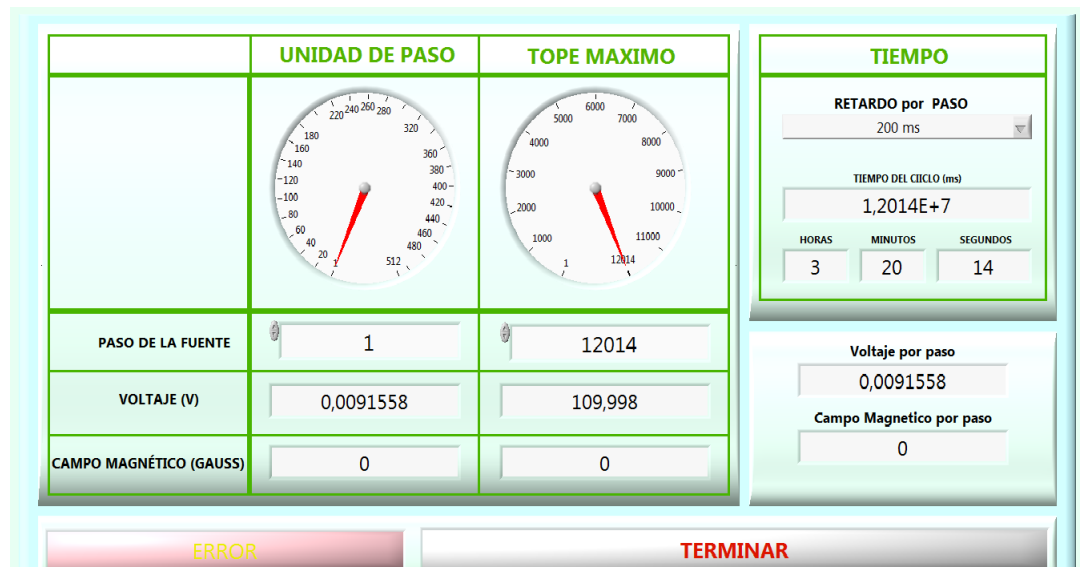 UNIDAD DE PASO
TOPE MAXIMO
TIEMPO
1 20 40 60 80 100 120 140 160 180 220 240 260 280 320 360 380 400 420 440 460 480 512
1 1000 2000 3000 4000 5000 6000 7000 8000 9000 10000 11000 12014
RETARDO por PASO
200 ms
TIEMPO DEL CIICLO (ms)
1,2014E+7
HORAS MINUTOS SEGUNDOS
3 20 14
PASO DE LA FUENTE 1 12014
VOLTAJE (V) 0,0091558 109,998
CAMPO MAGNÉTICO (GAUSS) 0 0
Voltaje por paso
0,0091558
Campo Magnetico por paso
0
ERROR
TERMINAR